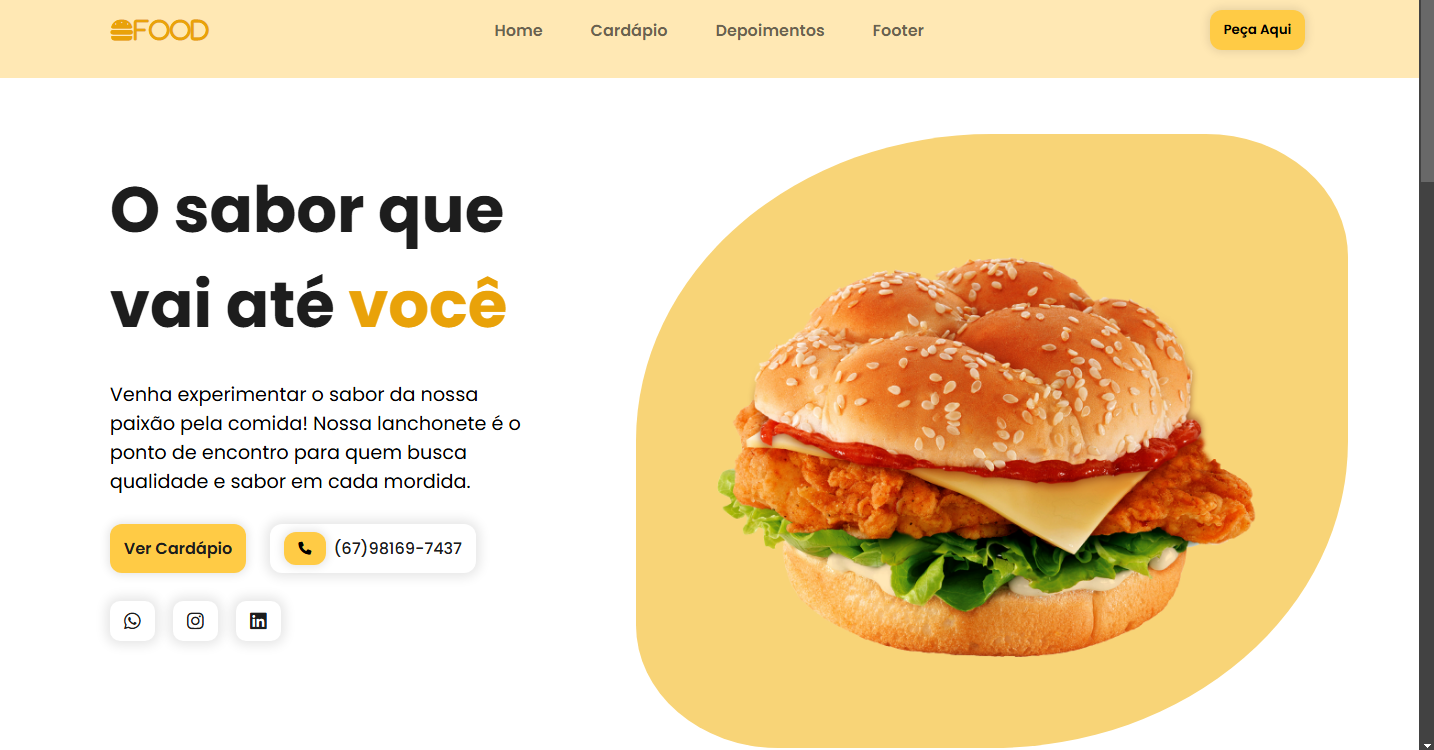 FOOD
Home
Cardápio
Depoimentos
Footer
Peça Aqui
O sabor que
vai até você
Venha experimentar o sabor da nossa
paixão pela comida! Nossa lanchonete é o
ponto de encontro para quem busca
qualidade e sabor em cada mordida.
Ver Cardápio
(67)98169-7437
in